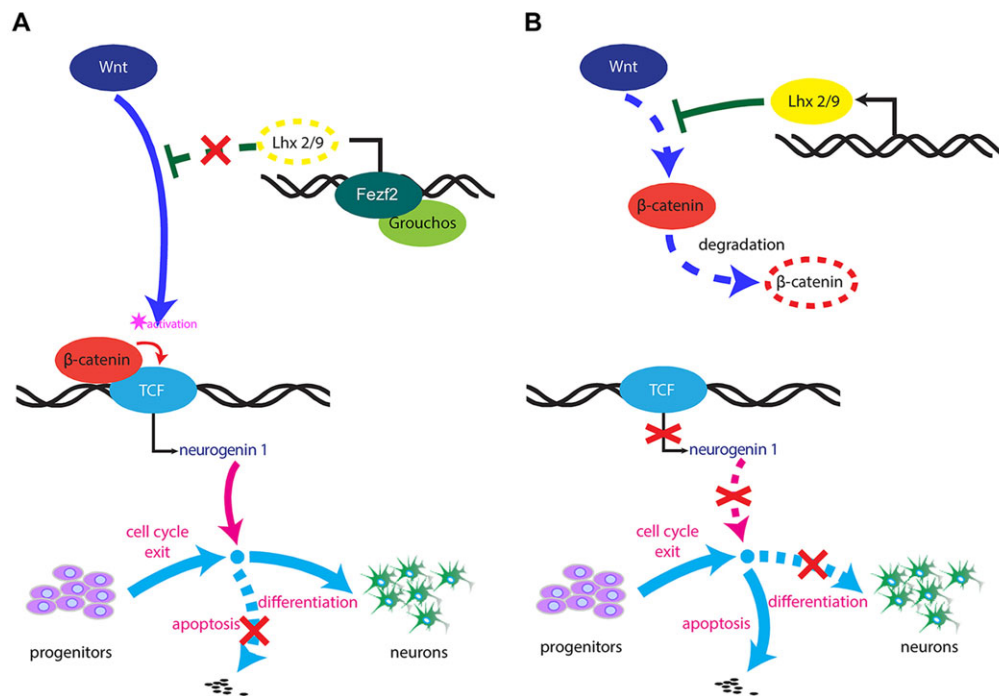 A
Wnt
Lhx 2/9
Fezf2
Grouchos
activation
β-catenin
TCF
neurogenin 1
cell cycle
exit
differentiation
apoptosis
progenitors
neurons
B
Wnt
Lhx 2/9
β-catenin
degradation
β-catenin
TCF
neurogenin 1
cell cycle
exit
differentiation
apoptosis
progenitors
neurons